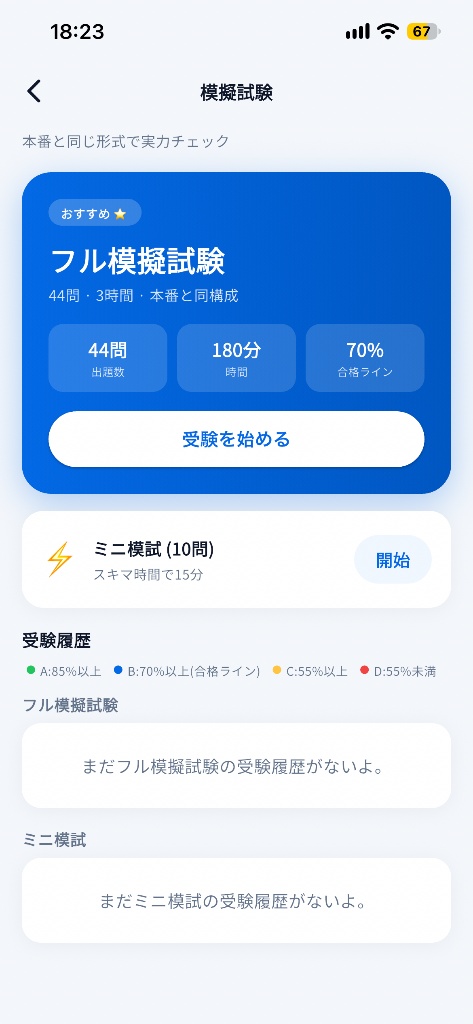 18:23
67
模擬試験
本番と同じ形式で実力チェック
おすすめ⭐
フル模擬試験
44問 · 3時間 · 本番と同構成
44問
出題数
180分
時間
70%
合格ライン
受験を始める
ミニ模試 (10問)
スキマ時間で15分
開始
受験履歴
A:85%以上 B:70%以上(合格ライン) C:55%以上 D:55%未満
フル模擬試験
まだフル模擬試験の受験履歴がないよ。
ミニ模試
まだミニ模試の受験履歴がないよ。